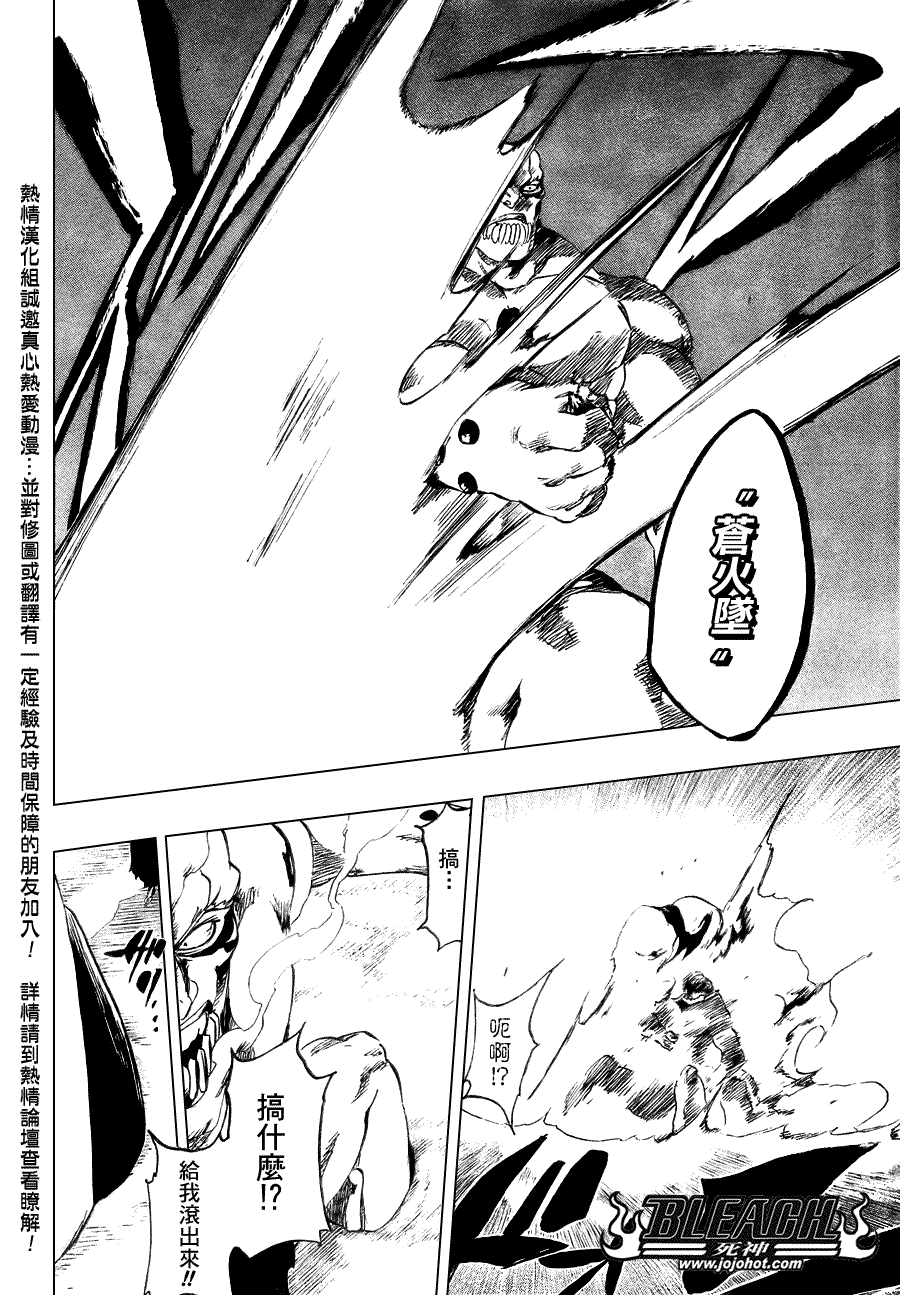 〝蒼火墜〞
呃啊!?
搞…
搞什麼!?
給我滾出來!!
熱情漢化組誠邀真心熱愛動漫…並對修圖或翻譯有一定經驗及時間保障的朋友加入！ 詳情請到熱情論壇查看瞭解！
BLEACH
死神
www.jojohot.com